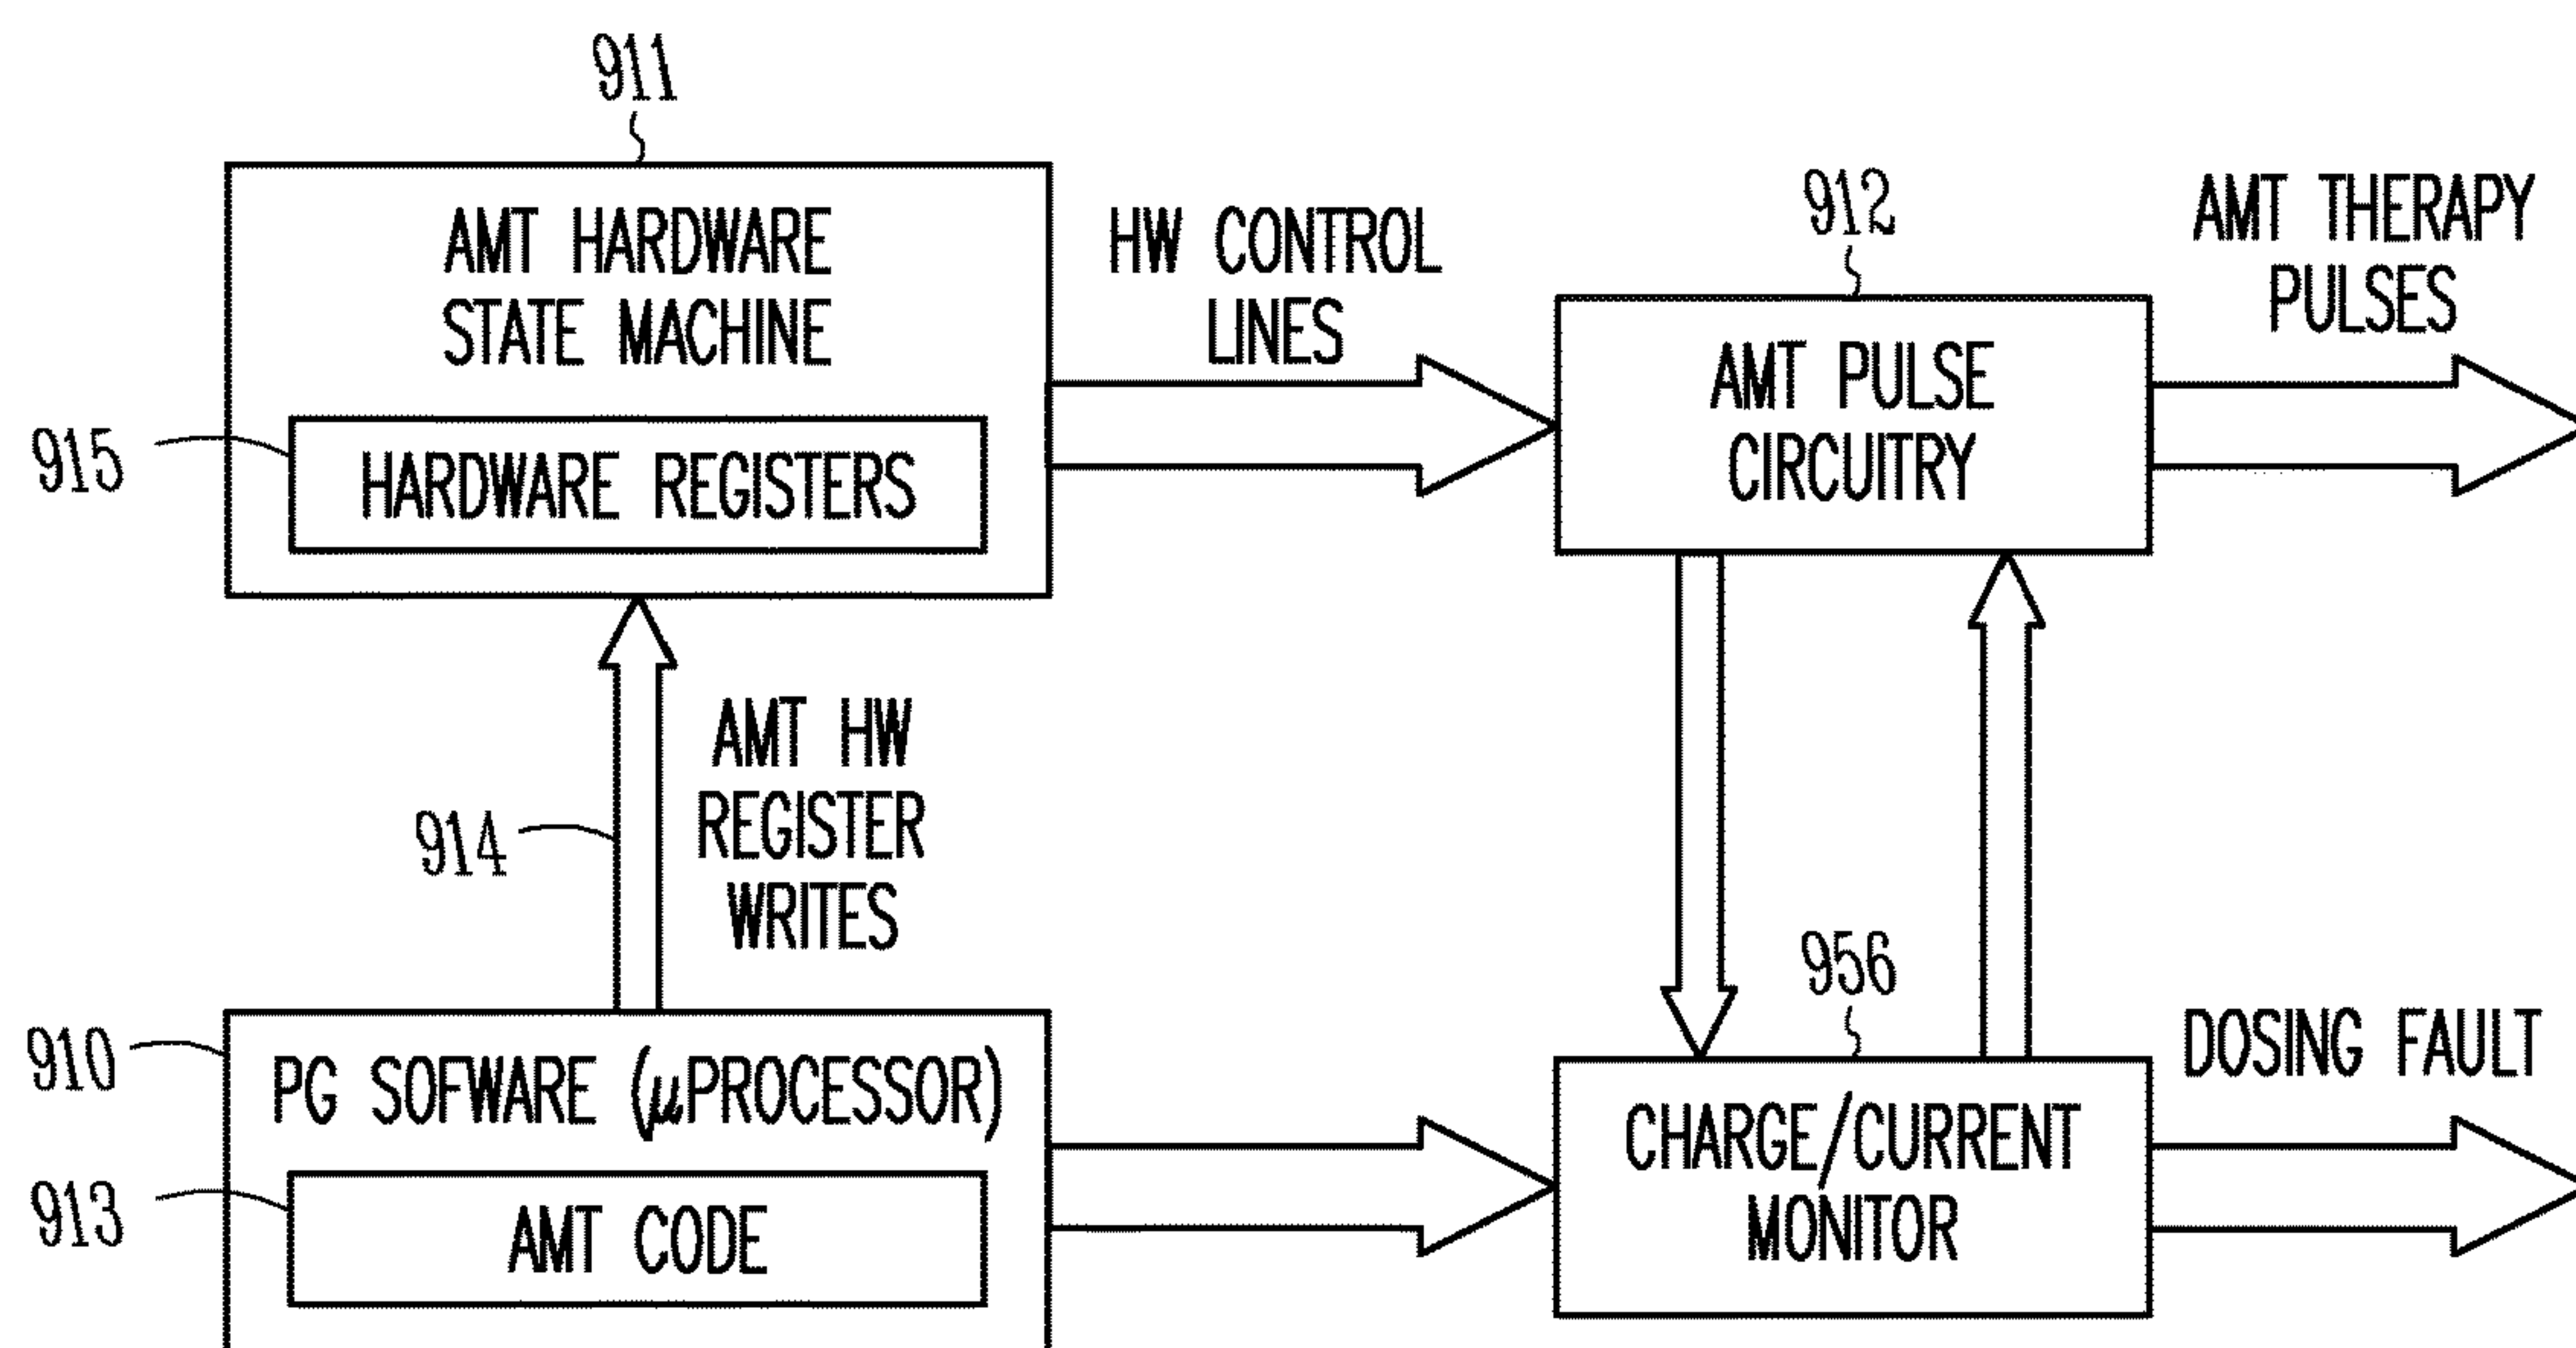 911
AMT HARDWARE
STATE MACHINE
915
HARDWARE REGISTERS
HW CONTROL
LINES
912
AMT PULSE
CIRCUITRY
AMT THERAPY
PULSES
914
AMT HW
REGISTER
WRITES
910
PG SOFWARE (μPROCESSOR)
913
AMT CODE
956
CHARGE/CURRENT
MONITOR
DOSING FAULT